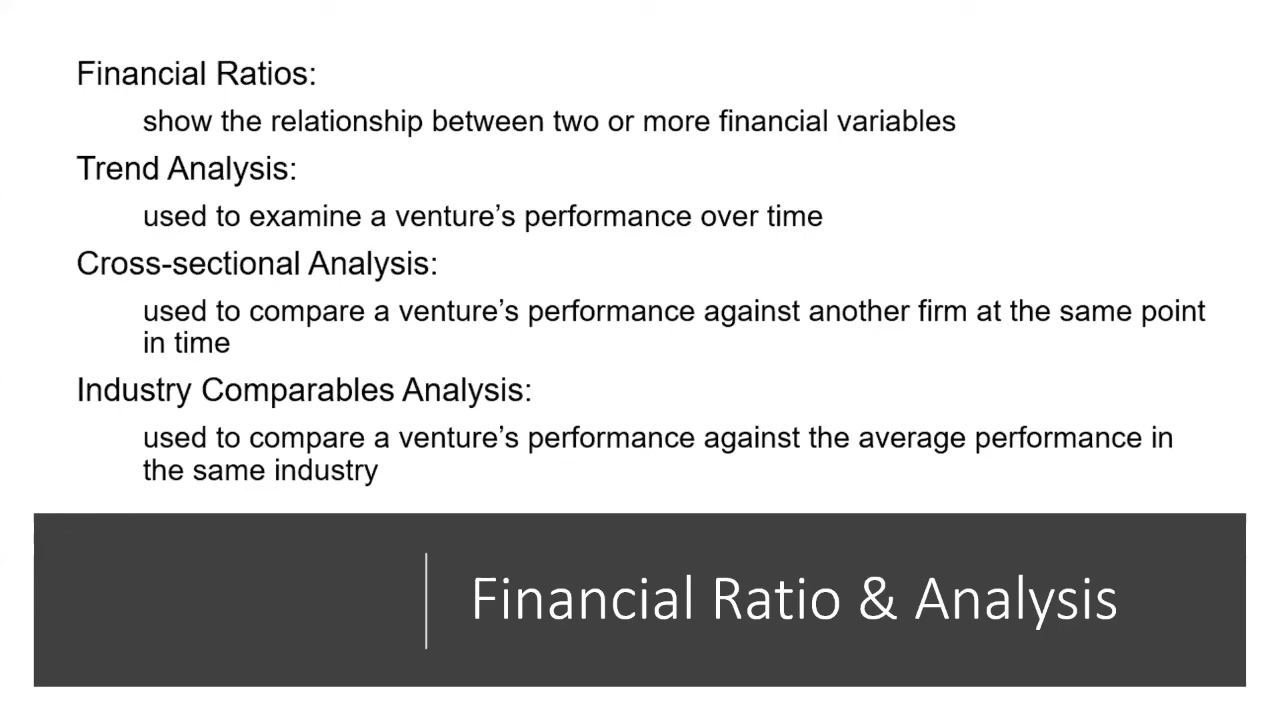 Financial Ratios:
show the relationship between two or more financial variables
Trend Analysis:
used to examine a venture’s performance over time
Cross-sectional Analysis:
used to compare a venture’s performance against another firm at the same point
in time
Industry Comparables Analysis:
used to compare a venture’s performance against the average performance in
the same industry
Financial Ratio & Analysis